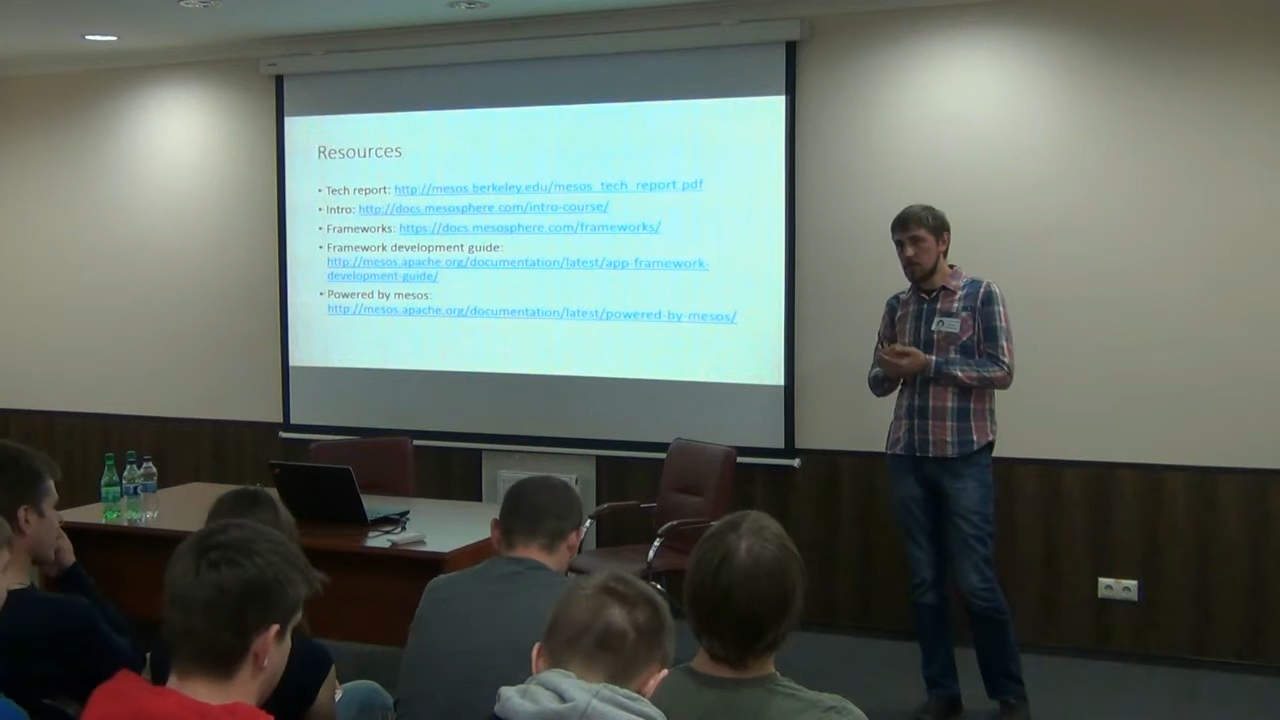 Resources
• Tech report: http://mesos.berkeley.edu/mesos_tech_report.pdf
• Intro: http://docs.mesosphere.com/intro-course/
• Frameworks: https://docs.mesosphere.com/frameworks/
• Framework development guide:
http://mesos.apache.org/documentation/latest/app-framework-
development-guide/
• Powered by mesos:
http://mesos.apache.org/documentation/latest/powered-by-mesos/